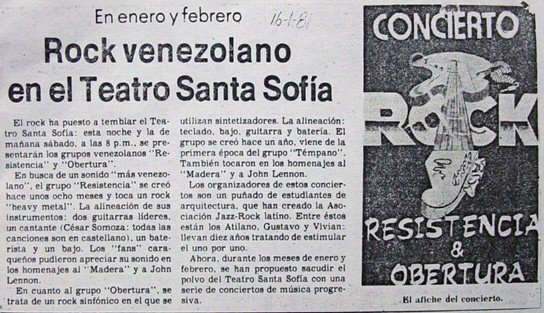 En enero y febrero
16-1-81
Rock venezolano
en el Teatro Santa Sofía
El rock ha puesto a temblar el Tea-
tro Santa Sofía: esta noche y la de
mañana sábado. a las 8 p.m., se pre-
sentarán los grupos venezolanos "Re-
sistencia" y "Obertura".
En busca de un sonido "más venezo-
lano", el grupo "Resistencia" se creó
hace unos ocho meses y toca un rock
"heavy metal". La alineación de sus
instrumentos: dos guitarras líderes,
un cantante (César Somoza: todas las
canciones son en castellano), un bate-
rista y un bajo. Los "fans" cara-
queños pudieron apreciar su sonido en
los homenajes al "Madera" y a John
Lennon.
En cuanto al grupo "Obertura", se
trata de un rock sinfónico en el que se
utilizan sintetizadores. La alineación:
teclado, bajo, guitarra y batería. El
grupo se creó hace un año, viene de la
primera época del grupo "Témpano".
También tocaron en los homenajes al
"Madera" y a John Lennon.
Los organizadores de estos concier-
tos son un puñado de estudiantes de
arquitectura, que han creado la Aso-
ciación Jazz-Rock latino. Entre éstos
están los Atilano. Gustavo y Vivian:
llevan diez años tratando de estimular
el uno por uno.
Ahora, durante los meses de enero y
febrero, se han propuesto sacudir el
polvo del Teatro Santa Sofía con una
serie de conciertos de música progre-
siva.
CONCIERTO
ROCK
RESISTENCIA
&
OBERTURA
El afiche del concierto.